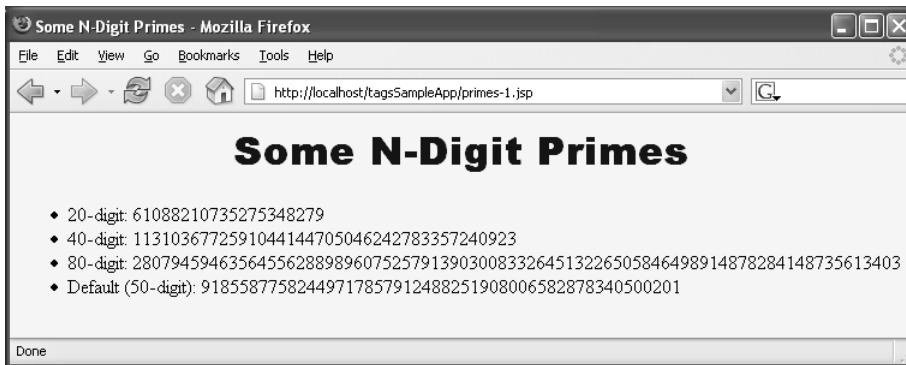 Some N-Digit Primes - Mozilla Firefox
File Edit View Go Bookmarks Tools Help
http://localhost/tagsSampleApp/primes-1.jsp
G
Some N-Digit Primes
20-digit: 61088210735275348279
40-digit: 1131036772591044144705046242783357240923
80-digit: 28079459463564556288989607525791390300833264513226505846498914878284148735613403
Default (50-digit): 91855877582449717857912488251908006582878340500201
Done